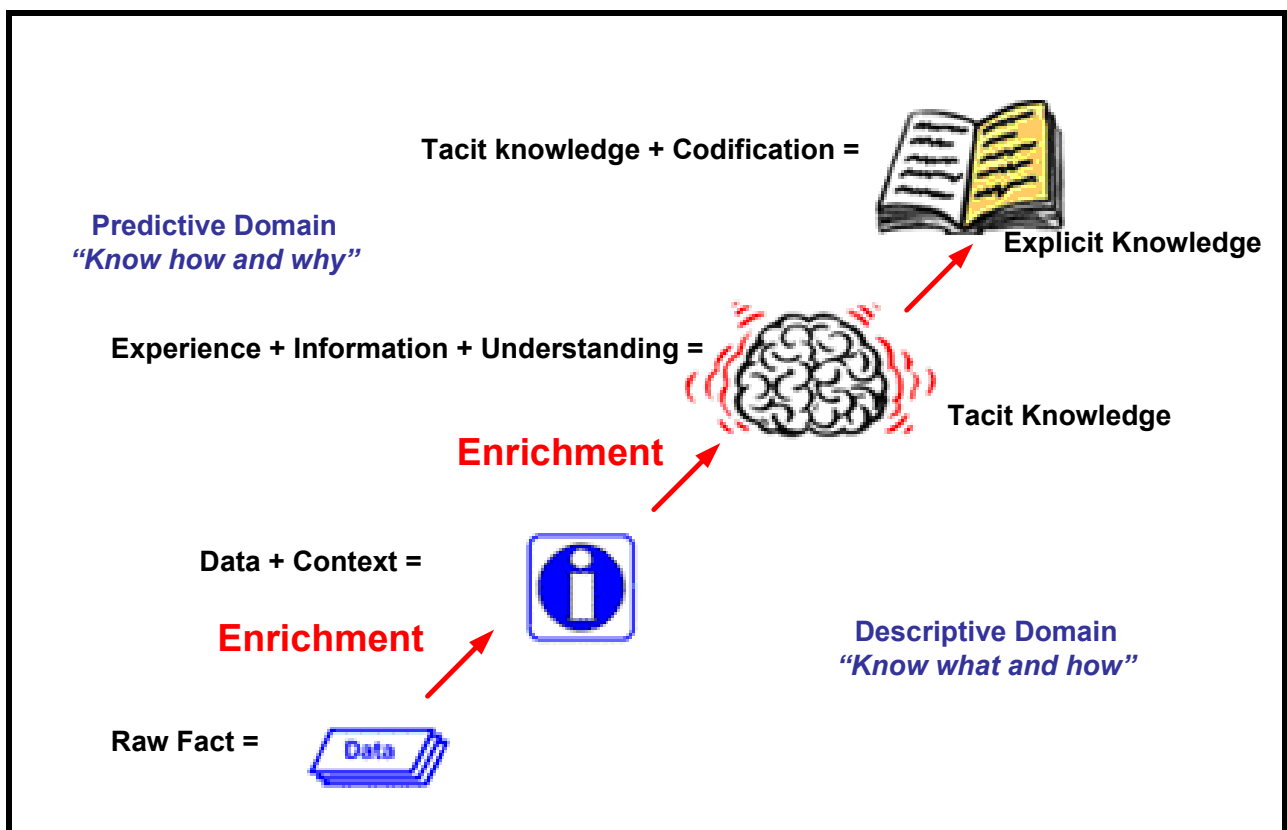 Tacit knowledge + Codification =
Explicit Knowledge
Predictive Domain
“Know how and why”
Experience + Information + Understanding =
Tacit Knowledge
Enrichment
Data + Context =
Enrichment
Descriptive Domain
“Know what and how”
Raw Fact =
Data